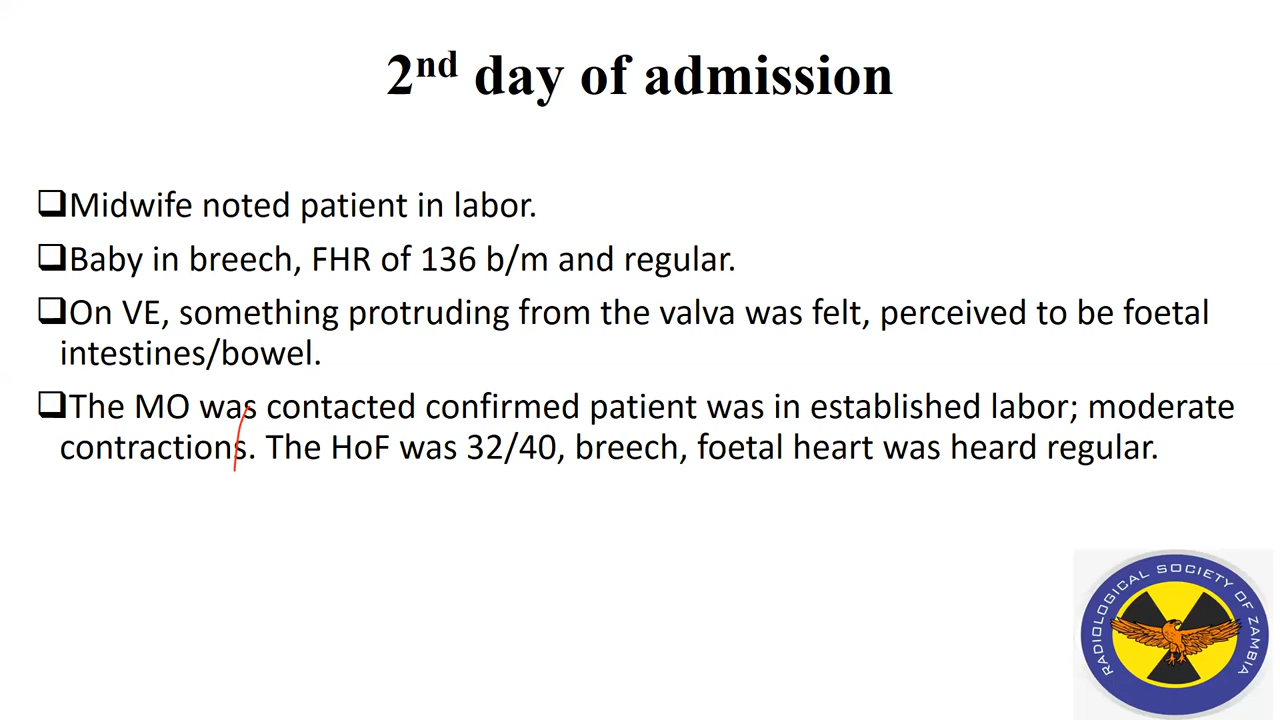 2nd day of admission
❑Midwife noted patient in labor.
❑Baby in breech, FHR of 136 b/m and regular.
❑On VE, something protruding from the valva was felt, perceived to be foetal
intestines/bowel.
❑The MO was contacted confirmed patient was in established labor; moderate
contractions. The HoF was 32/40, breech, foetal heart was heard regular.
RADIOLOGICAL SOCIETY OF ZAMBIA